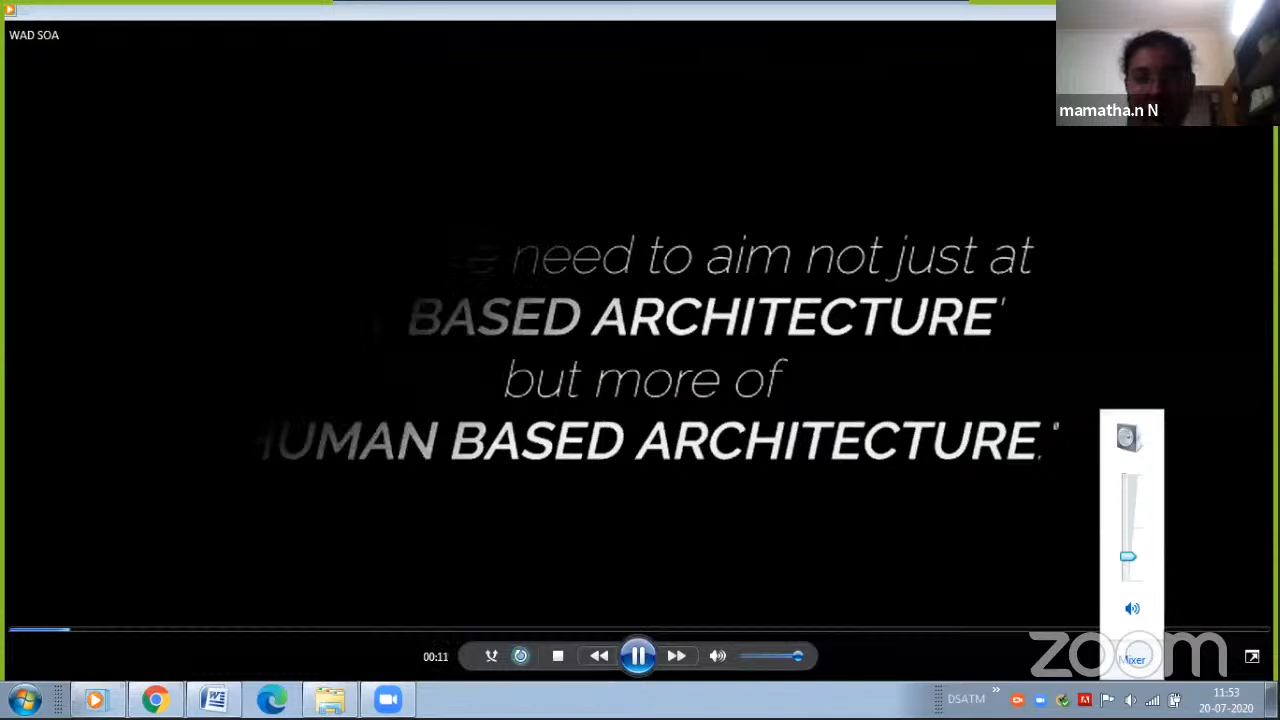 WAD SOA
mamatha.n N
need to aim not just at
BASED ARCHITECTURE'
but more of
HUMAN BASED ARCHITECTURE."
00:11
zoom
Mixer
DSATM
11:53
20-07-2020